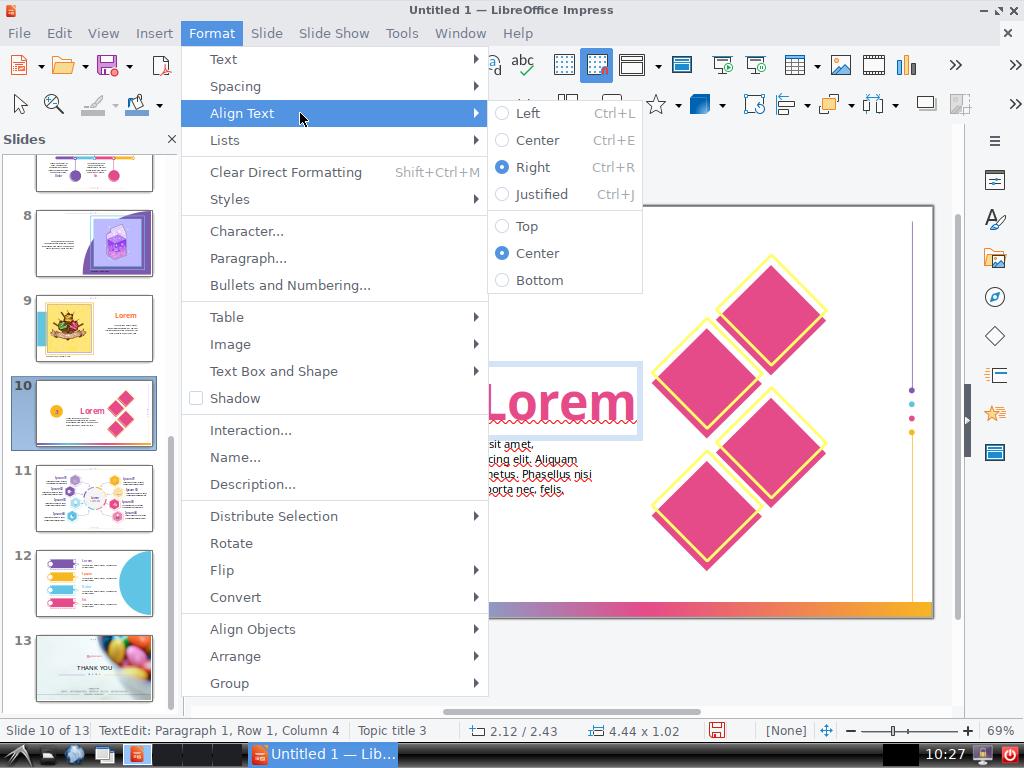 Untitled 1 — LibreOffice Impress
File Edit View Insert Format Slide Slide Show Tools Window Help
abc
Slides
8
9
Lorem
10
Lorem
11
12
13
THANK YOU
Text
Spacing
Align Text
Lists
Clear Direct Formatting Shift+Ctrl+M
Styles
Character...
Paragraph...
Bullets and Numbering...
Table
Image
Text Box and Shape
Shadow
Interaction...
Name...
Description...
Distribute Selection
Rotate
Flip
Convert
Align Objects
Arrange
Group
Left Ctrl+L
Center Ctrl+E
Right Ctrl+R
Justified Ctrl+J
Top
Center
Bottom
Lorem
sit amet,
cing elit. Aliquam
netus. Phasellus nisi
porta nec, felis.
Slide 10 of 13 TextEdit: Paragraph 1, Row 1, Column 4 Topic title 3 2.12 / 2.43 4.44 x 1.02 [None] 69%
Untitled 1 — Lib... 10:27